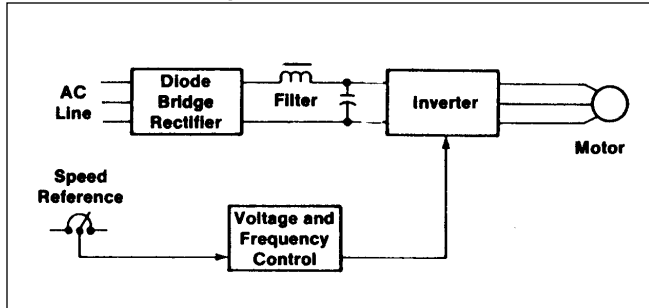 AC
Line
Diode
Bridge
Rectifier
Filter
Inverter
Motor
Speed
Reference
Voltage and
Frequency
Control